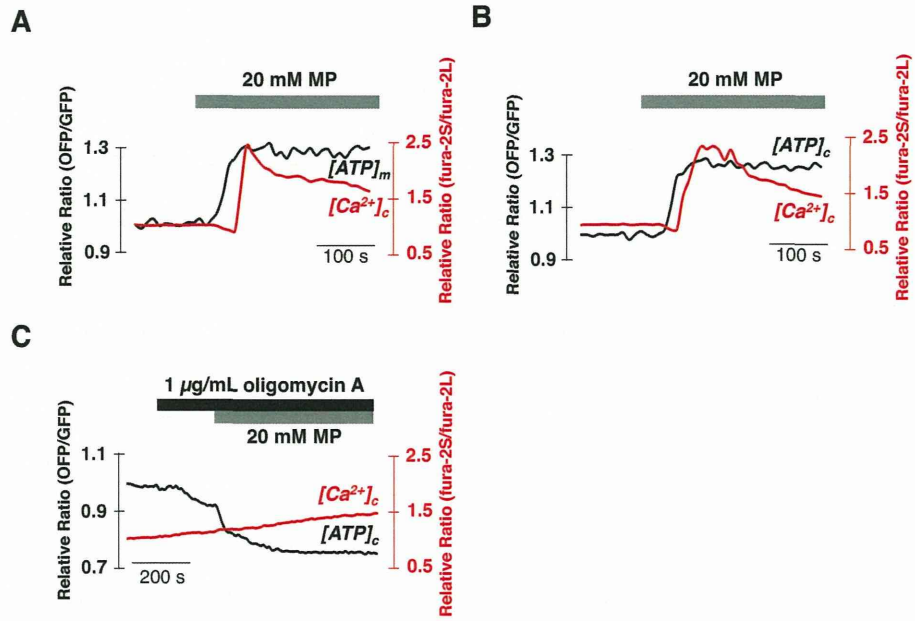 A
20 mM MP
Relative Ratio (OFP/GFP)
1.3
1.1
0.9
[ATP]m
[Ca2+]c
100 s
2.5
1.5
0.5
Relative Ratio (fura-2S/fura-2L)
B
20 mM MP
Relative Ratio (OFP/GFP)
1.3
1.1
0.9
[ATP]c
[Ca2+]c
100 s
2.5
1.5
0.5
Relative Ratio (fura-2S/fura-2L)
C
1 µg/mL oligomycin A
20 mM MP
Relative Ratio (OFP/GFP)
1.1
0.9
0.7
[Ca2+]c
[ATP]c
200 s
2.5
1.5
0.5
Relative Ratio (fura-2S/fura-2L)